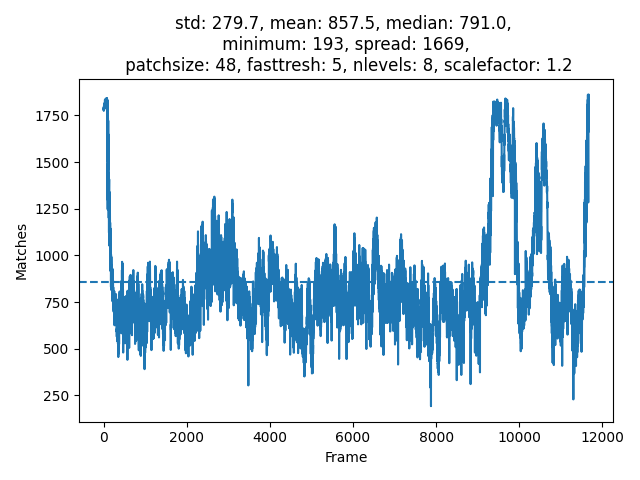 std: 279.7, mean: 857.5, median: 791.0,
minimum: 193, spread: 1669,
patchsize: 48, fasttresh: 5, nlevels: 8, scalefactor: 1.2
1750
1500
1250
1000
750
500
250
Matches
0 2000 4000 6000 8000 10000 12000
Frame